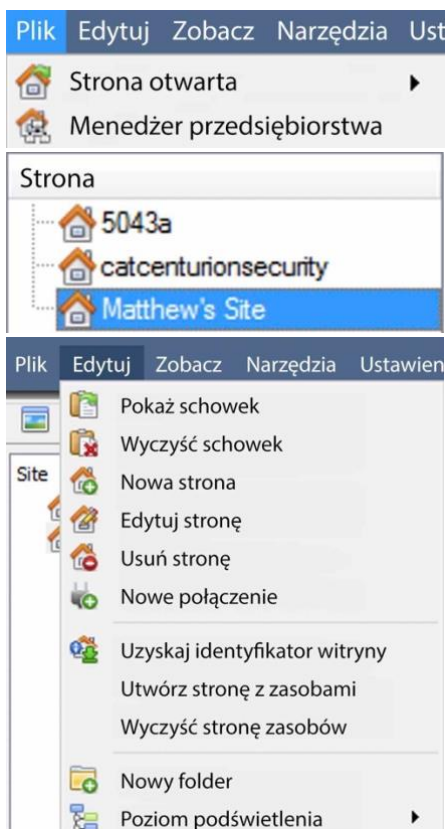 Plik Edytuj Zobacz Narzędzia Ust
Strona otwarta
Menedżer przedsiębiorstwa
Strona
5043a
catcenturionsecurity
Matthew's Site
Plik Edytuj Zobacz Narzędzia Ustawien
Pokaż schowek
Wyczyść schowek
Site
Nowa strona
Edytuj stronę
Usuń stronę
Nowe połączenie
Uzyskaj identyfikator witryny
Utwórz stronę z zasobami
Wyczyść stronę zasobów
Nowy folder
Poziom podświetlenia